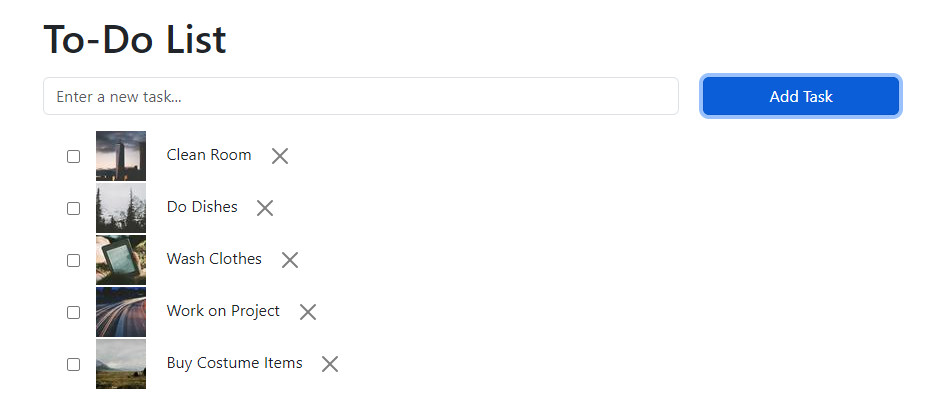 To-Do List
Enter a new task...
Add Task
Clean Room
Do Dishes
Wash Clothes
Work on Project
Buy Costume Items